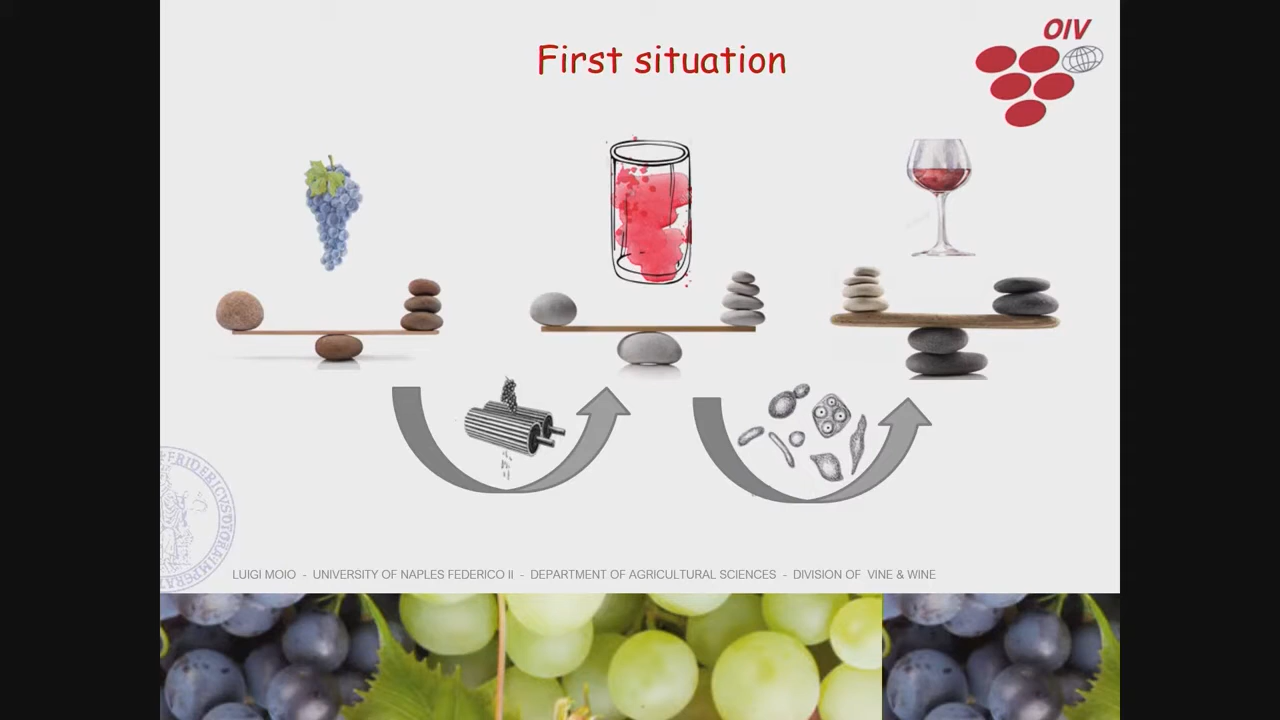 OIV
First situation
LUIGI MOIO - UNIVERSITY OF NAPLES FEDERICO II - DEPARTMENT OF AGRICULTURAL SCIENCES - DIVISION OF VINE & WINE